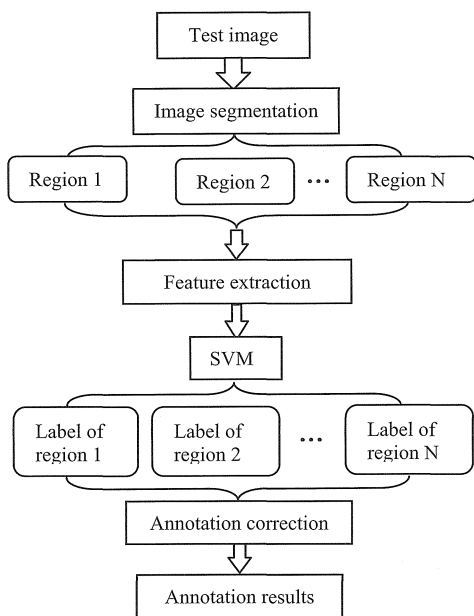 Test image
Image segmentation
Region 1
Region 2
...
Region N
Feature extraction
SVM
Label of
region 1
Label of
region 2
...
Label of
region N
Annotation correction
Annotation results